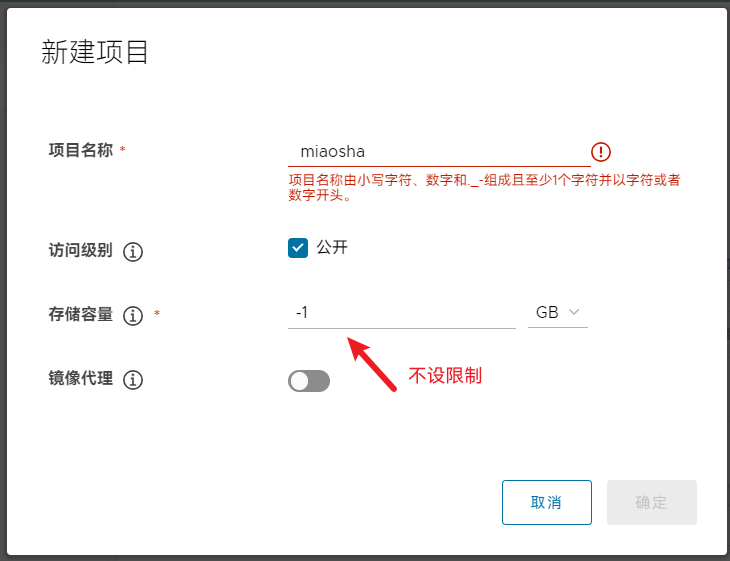 新建项目
项目名称 *
miaosha
项目名称由小写字符、数字和._-组成且至少1个字符并以字符或者
数字开头。
访问级别
公开
存储容量 *
-1
GB
不设限制
镜像代理
取消
确定